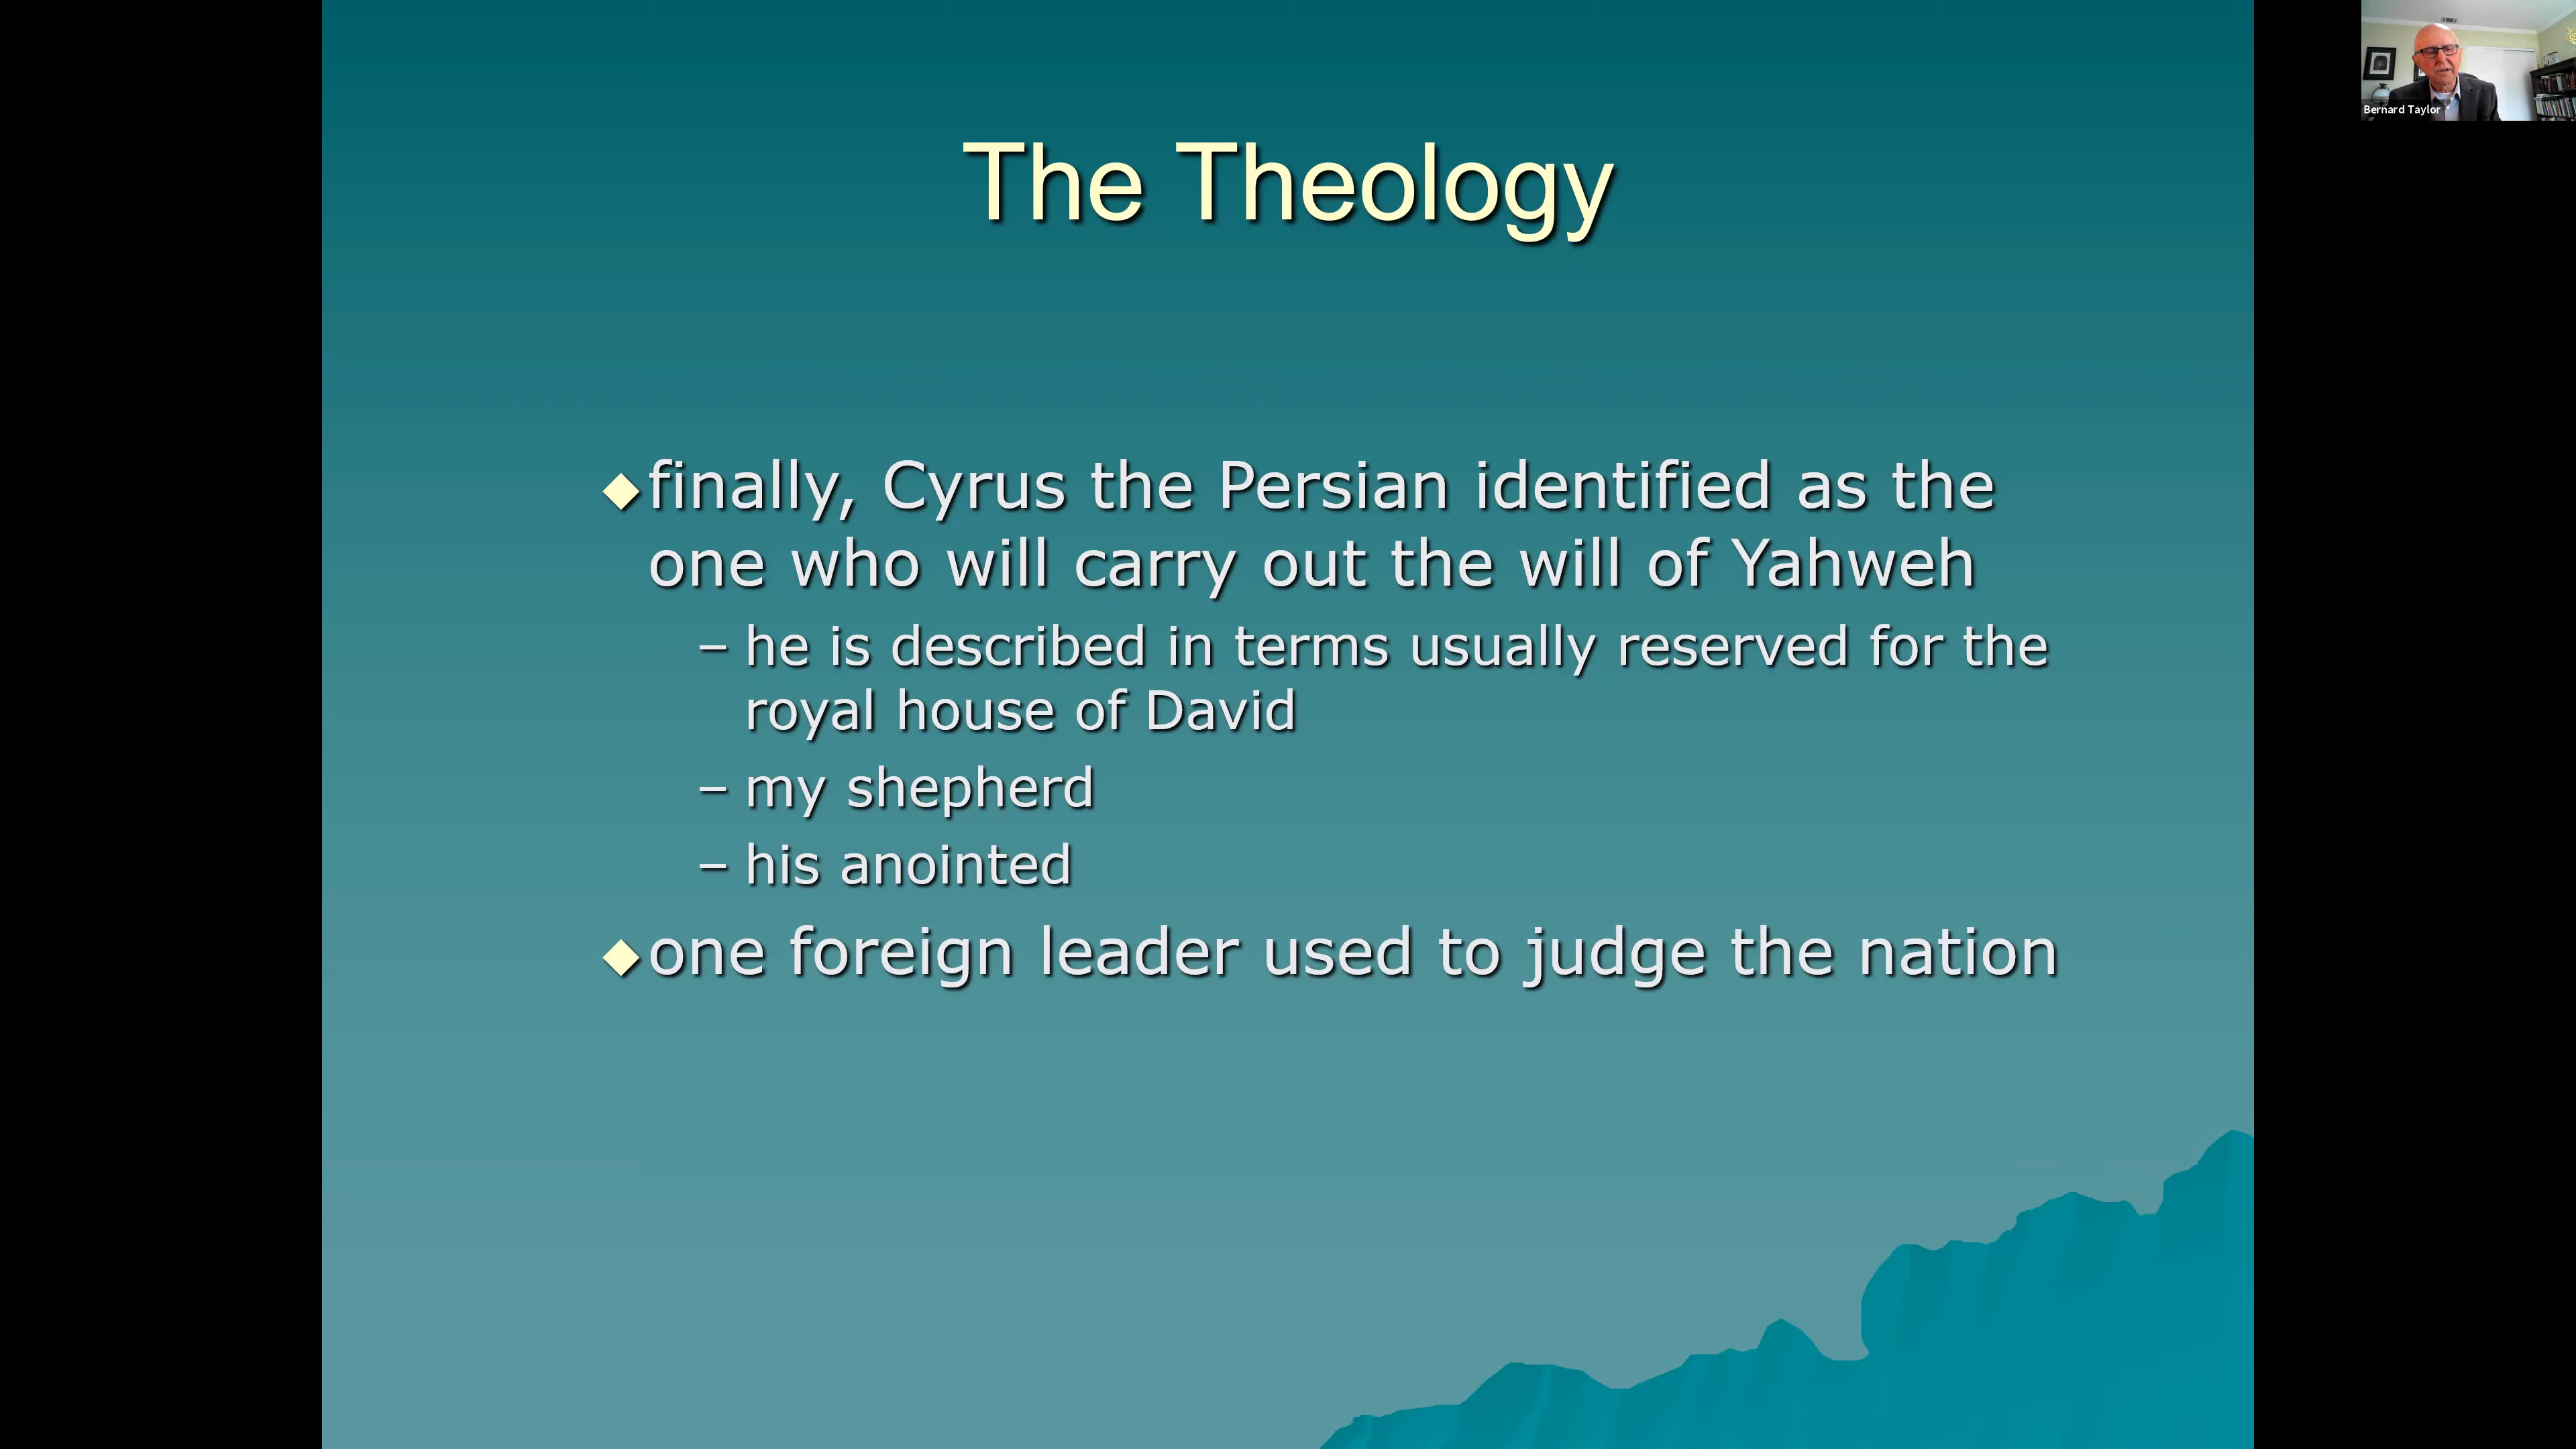 The Theology
finally, Cyrus the Persian identified as the
one who will carry out the will of Yahweh
– he is described in terms usually reserved for the
royal house of David
– my shepherd
– his anointed
one foreign leader used to judge the nation
Bernard Taylor